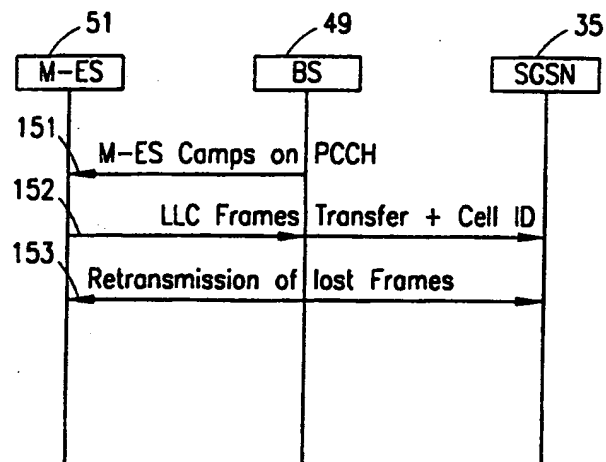 51 49 35
M-ES BS SGSN
151 M-ES Camps on PCCH
152 LLC Frames Transfer + Cell ID
153 Retransmission of lost Frames